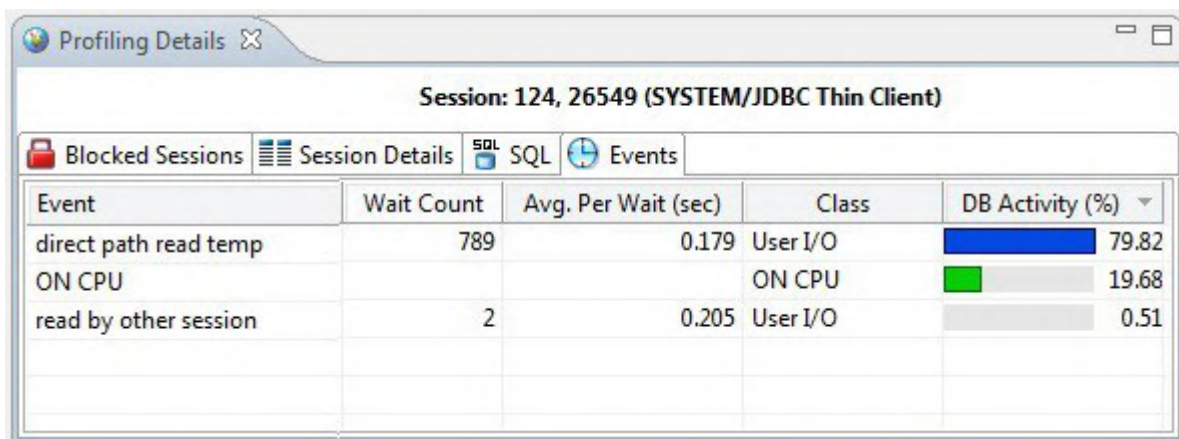 Profiling Details
Session: 124, 26549 (SYSTEM/JDBC Thin Client)
Blocked Sessions Session Details SQL SQL Events
Event Wait Count Avg. Per Wait (sec) Class DB Activity (%)
direct path read temp 789 0.179 User I/O 79.82
ON CPU ON CPU 19.68
read by other session 2 0.205 User I/O 0.51